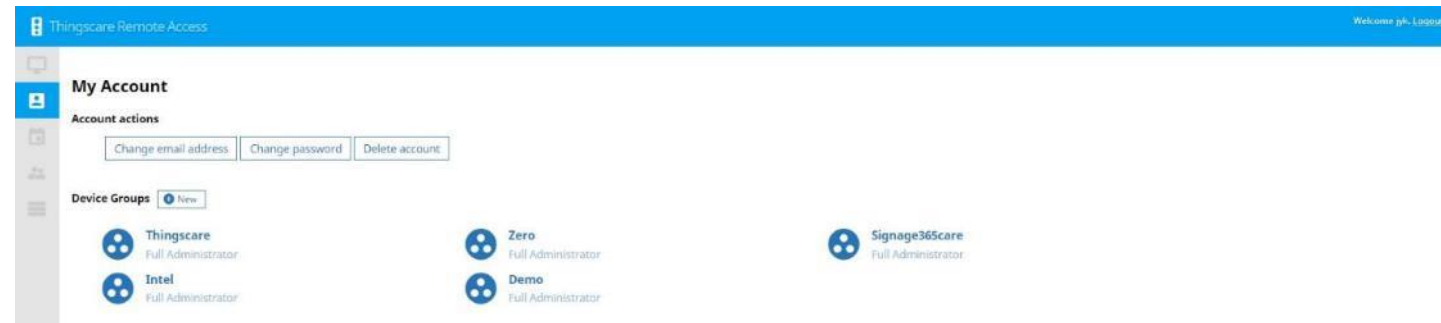 Thingscare Remote Access
Welcome jyk. Logout
My Account
Account actions
Change email address Change password Delete account
Device Groups New
Thingscare Zero Signage365care
Full Administrator Full Administrator Full Administrator
Intel Demo
Full Administrator Full Administrator